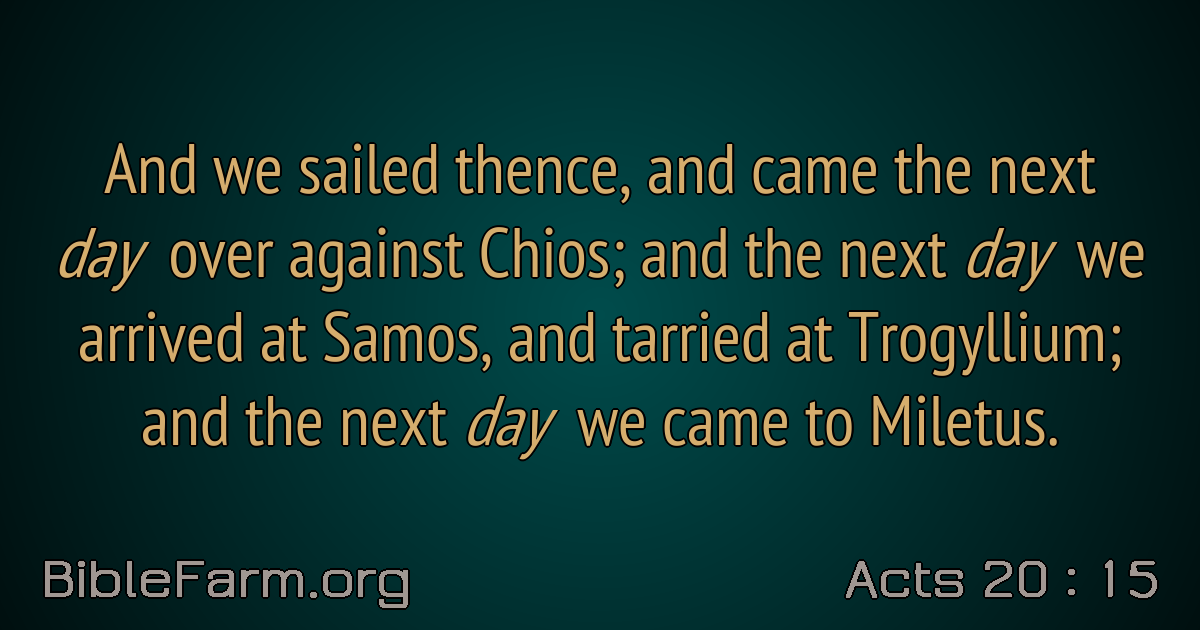 And we sailed thence, and came the next
day over against Chios; and the next day we
arrived at Samos, and tarried at Trogyllium;
and the next day we came to Miletus.
BibleFarm.org
Acts 20 : 15